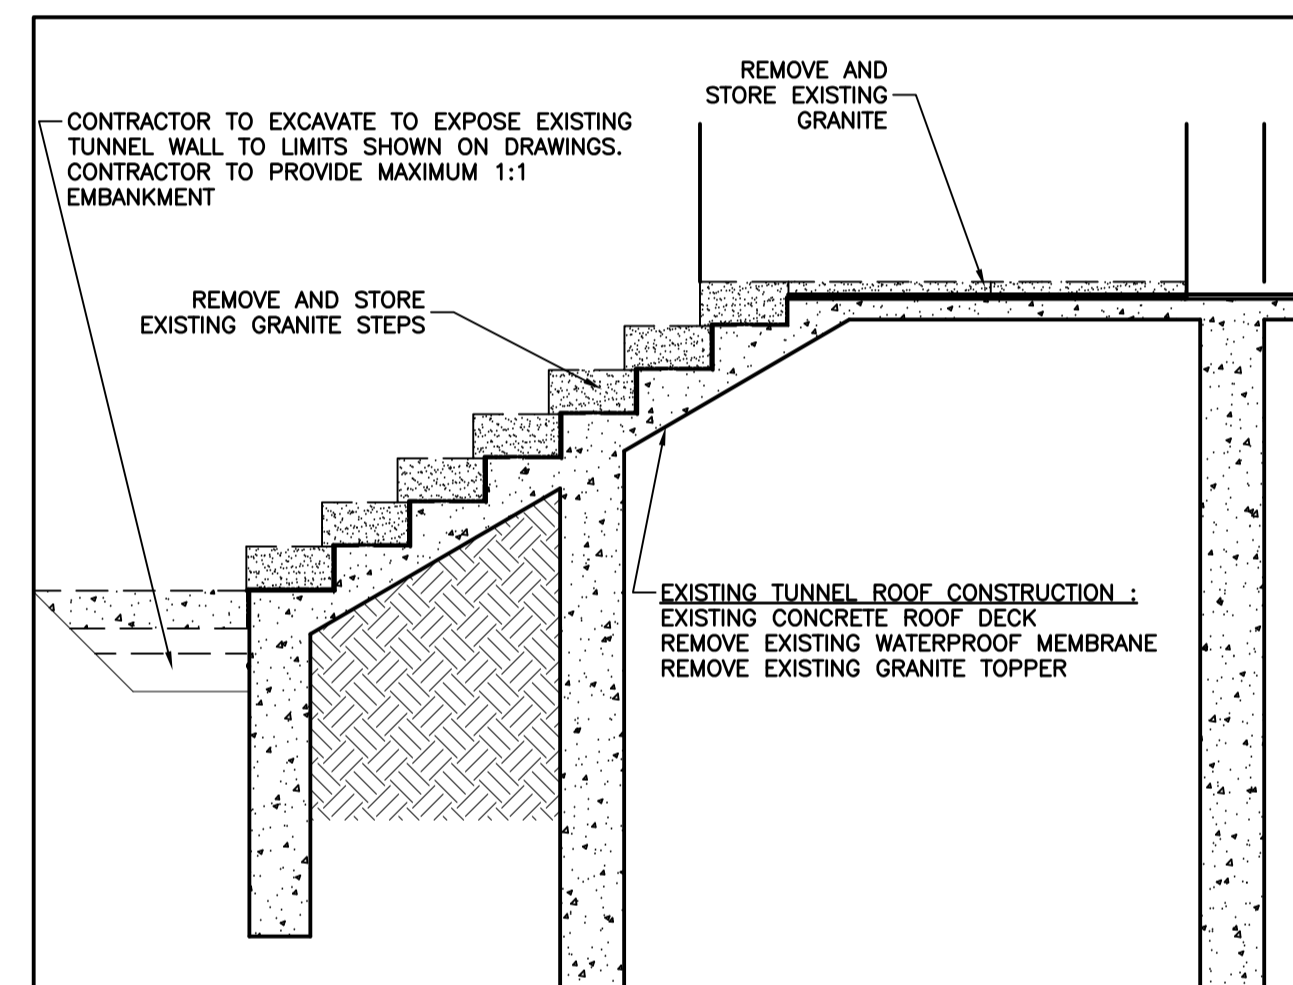 REMOVE AND
STORE EXISTING
GRANITE
CONTRACTOR TO EXCAVATE TO EXPOSE EXISTING
TUNNEL WALL TO LIMITS SHOWN ON DRAWINGS.
CONTRACTOR TO PROVIDE MAXIMUM 1:1
EMBANKMENT
REMOVE AND STORE
EXISTING GRANITE STEPS
EXISTING TUNNEL ROOF CONSTRUCTION :
EXISTING CONCRETE ROOF DECK
REMOVE EXISTING WATERPROOF MEMBRANE
REMOVE EXISTING GRANITE TOPPER